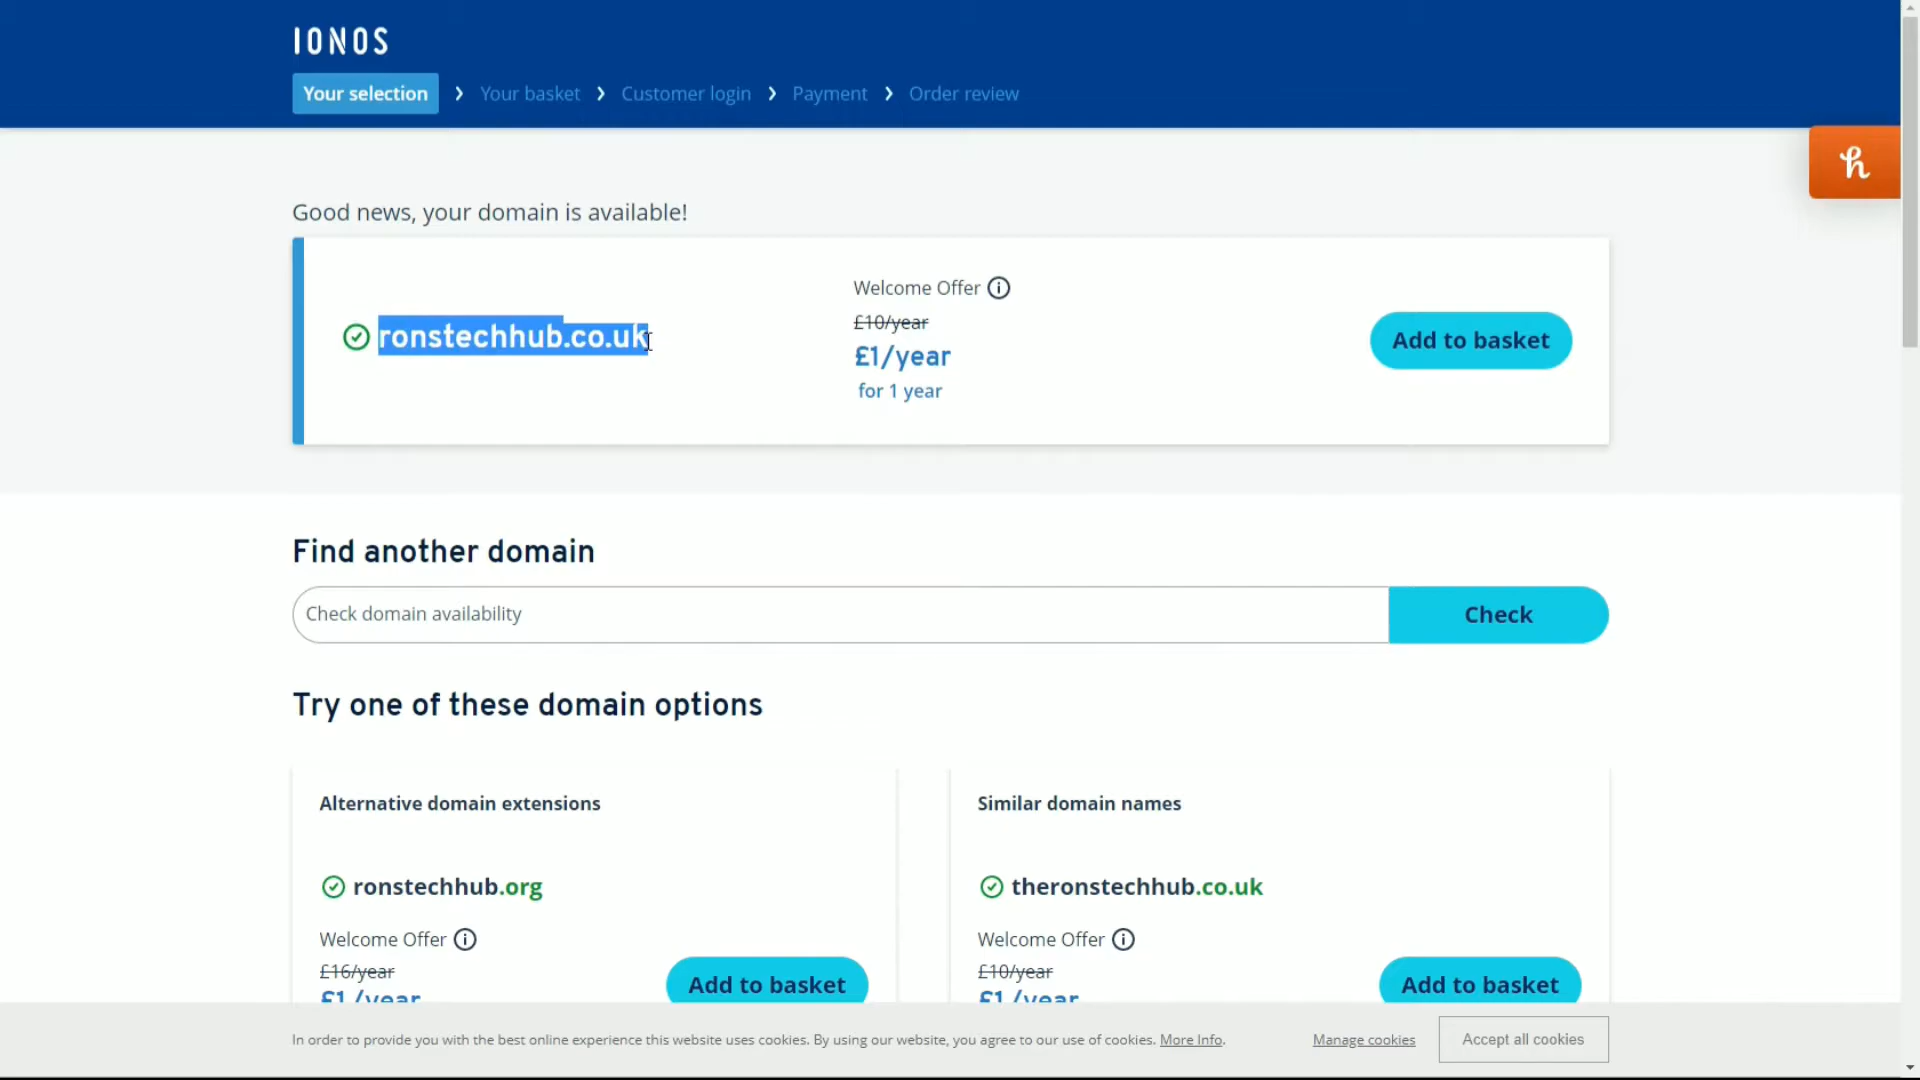 IONOS
Your selection > Your basket > Customer login > Payment > Order review
Good news, your domain is available!
ronstechhub.co.uk
Welcome Offer
£10/year
£1/year
for 1 year
Add to basket
Find another domain
Check domain availability
Check
Try one of these domain options
Alternative domain extensions
ronstechhub.org
Welcome Offer
£16/year
£1/year
Add to basket
Similar domain names
theronstechhub.co.uk
Welcome Offer
£10/year
£1/year
Add to basket
In order to provide you with the best online experience this website uses cookies. By using our website, you agree to our use of cookies. More Info.
Manage cookies
Accept all cookies